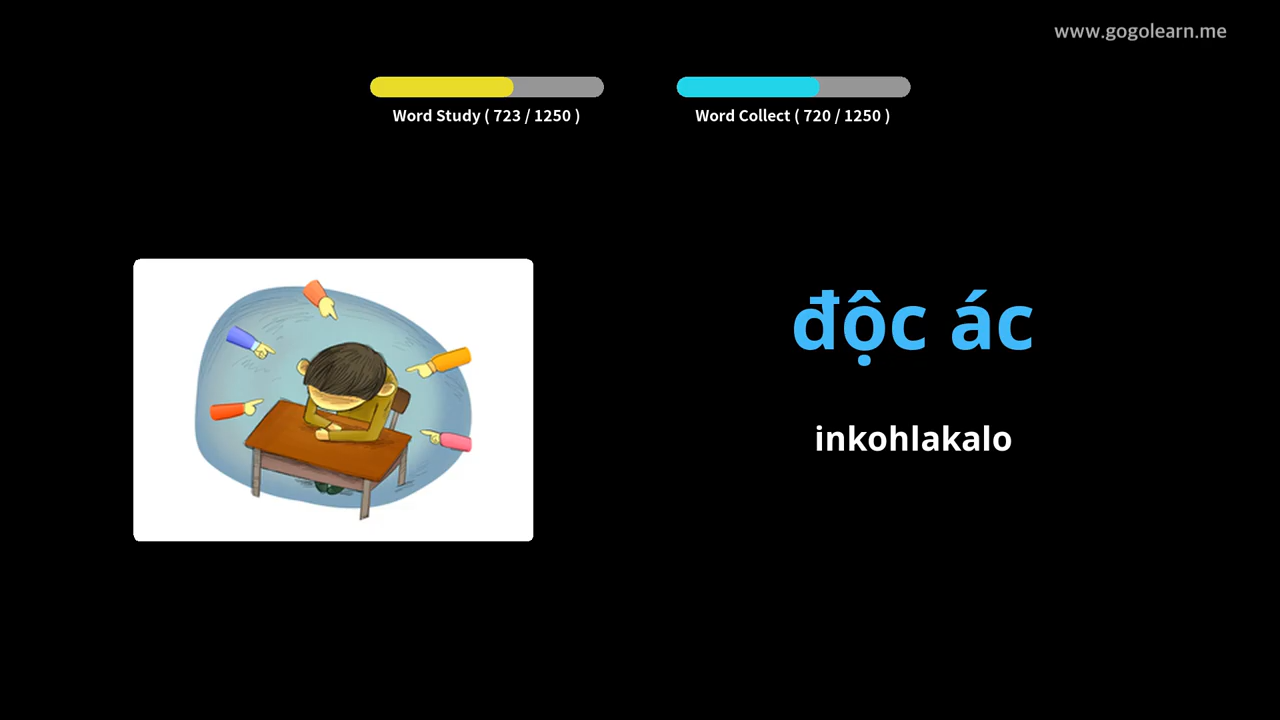 www.gogolearn.me
Word Study ( 723 / 1250 )
Word Collect ( 720 / 1250 )
độc ác
inkohlakalo